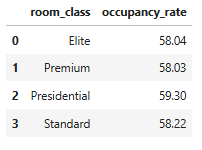 room_class occupancy_rate
0 Elite 58.04
1 Premium 58.03
2 Presidential 59.30
3 Standard 58.22